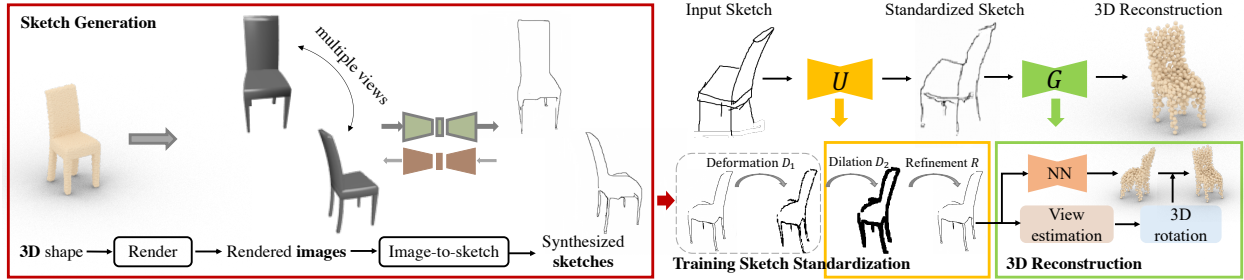 Sketch Generation
multiple views
3D shape
Render
Rendered images
Image-to-sketch
Synthesized
sketches
Input Sketch
Standardized Sketch
3D Reconstruction
U
G
Deformation D1
Dilation D2
Refinement R
Training Sketch Standardization
NN
View
estimation
3D
rotation
3D Reconstruction